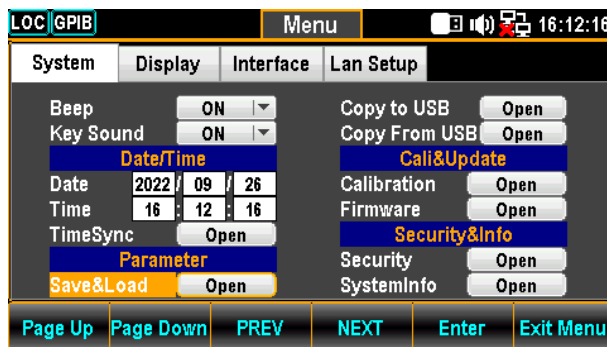 LOC GPIB Menu 16:12:16
System Display Interface Lan Setup
Beep ON
Key Sound ON
Date/Time
Date 2022 / 09 / 26
Time 16 : 12 : 16
TimeSync Open
Parameter
Save&Load Open
Copy to USB Open
Copy From USB Open
Cali&Update
Calibration Open
Firmware Open
Security&Info
Security Open
SystemInfo Open
Page Up Page Down PREV NEXT Enter Exit Menu